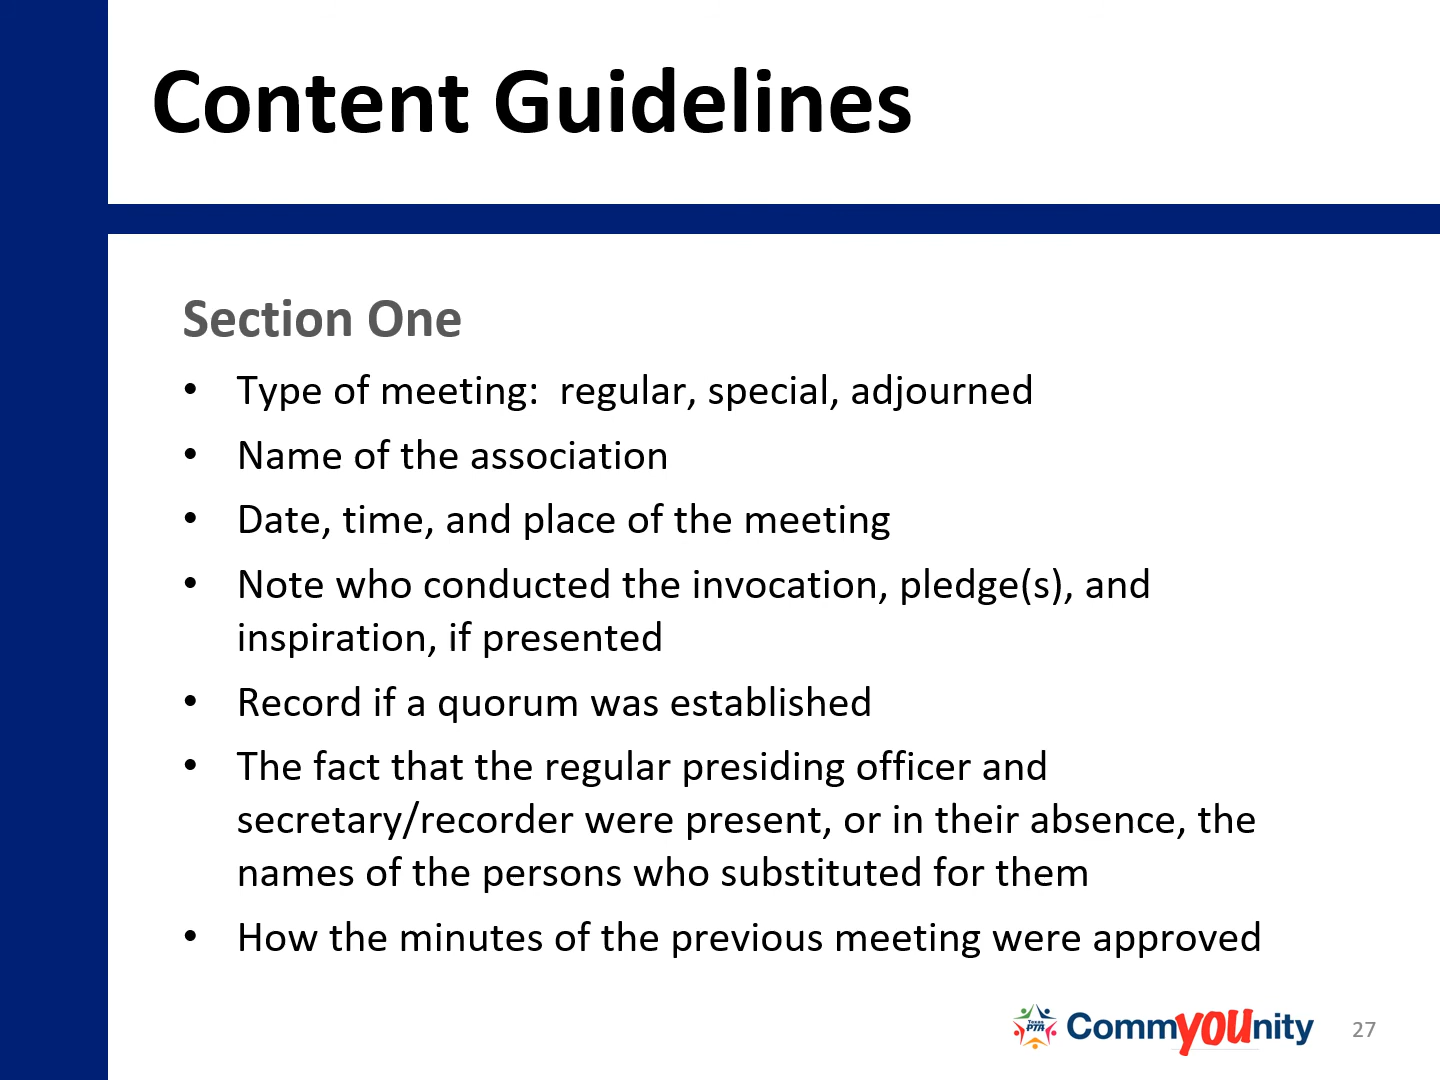 Content Guidelines
Section One
• Type of meeting:  regular, special, adjourned
• Name of the association
• Date, time, and place of the meeting
• Note who conducted the invocation, pledge(s), and
inspiration, if presented
• Record if a quorum was established
• The fact that the regular presiding officer and
secretary/recorder were present, or in their absence, the
names of the persons who substituted for them
• How the minutes of the previous meeting were approved
Texas
PTA
CommYOUnity
27